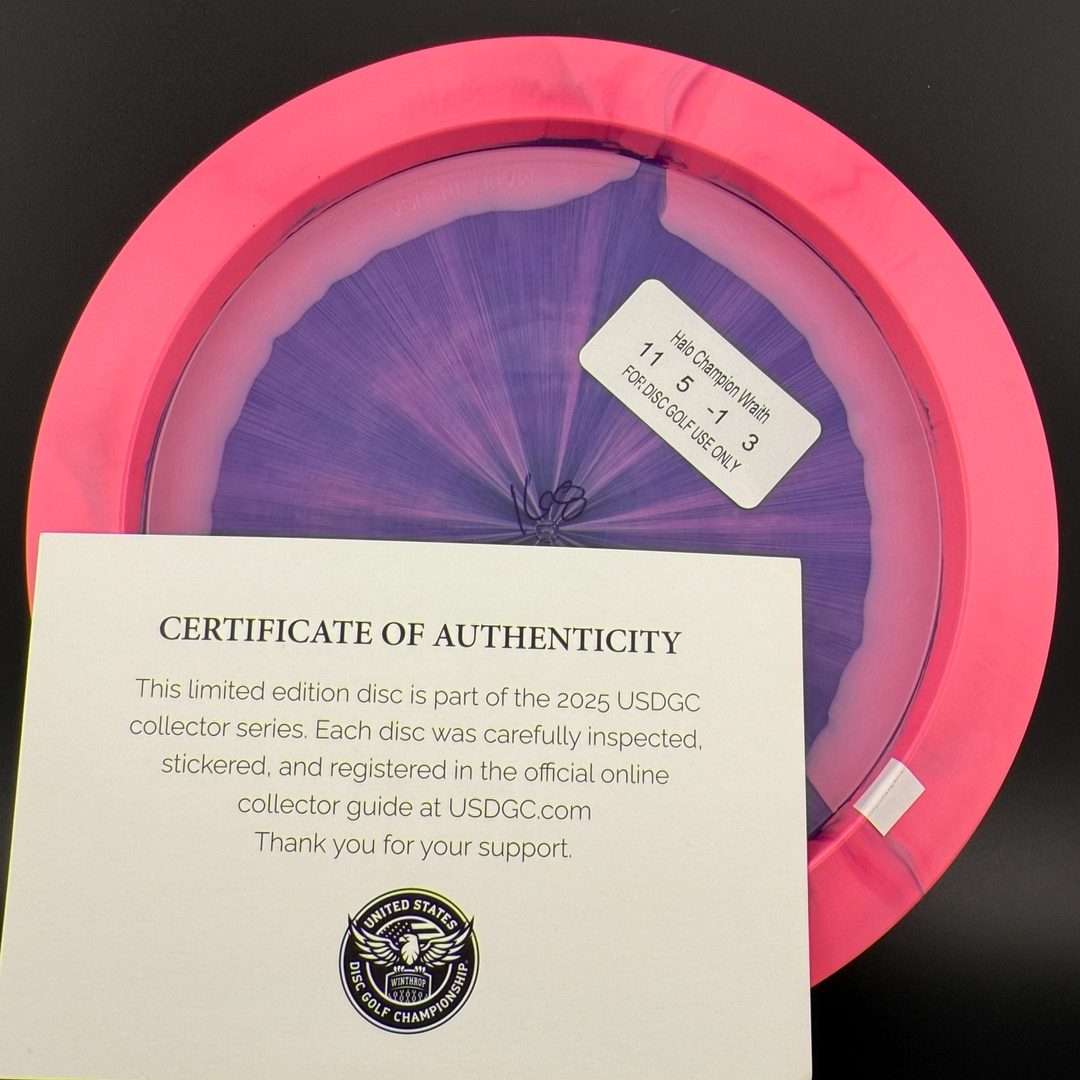 MADE IN USA
Halo Champion Wraith
11 5 -1 3
FOR DISC GOLF USE ONLY
CERTIFICATE OF AUTHENTICITY
This limited edition disc is part of the 2025 USDGC
collector series. Each disc was carefully inspected,
stickered, and registered in the official online
collector guide at USDGC.com
Thank you for your support.
UNITED STATES
WINTHROP
DISC GOLF CHAMPIONSHIP